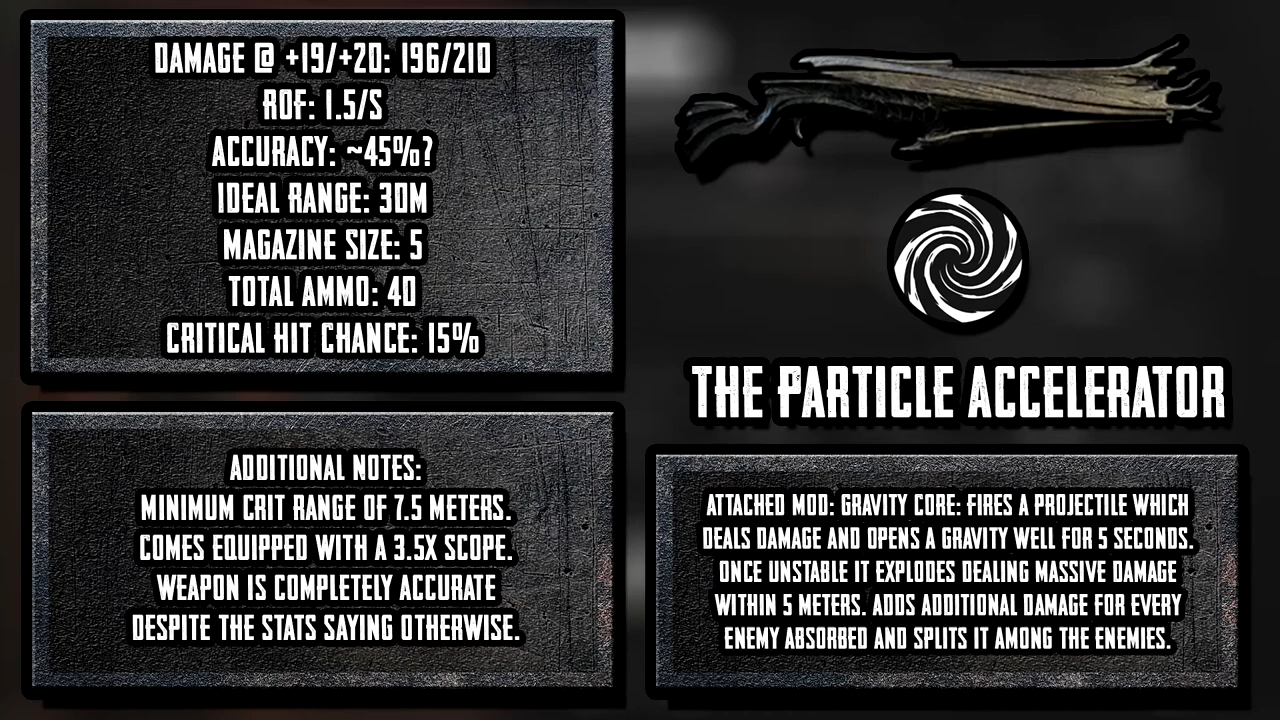 DAMAGE @ +19/+20: 196/210
ROF: 1.5/S
ACCURACY: ~45%?
IDEAL RANGE: 30M
MAGAZINE SIZE: 5
TOTAL AMMO: 40
CRITICAL HIT CHANCE: 15%
ADDITIONAL NOTES:
MINIMUM CRIT RANGE OF 7.5 METERS.
COMES EQUIPPED WITH A 3.5X SCOPE.
WEAPON IS COMPLETELY ACCURATE
DESPITE THE STATS SAYING OTHERWISE.
THE PARTICLE ACCELERATOR
ATTACHED MOD: GRAVITY CORE: FIRES A PROJECTILE WHICH
DEALS DAMAGE AND OPENS A GRAVITY WELL FOR 5 SECONDS.
ONCE UNSTABLE IT EXPLODES DEALING MASSIVE DAMAGE
WITHIN 5 METERS. ADDS ADDITIONAL DAMAGE FOR EVERY
ENEMY ABSORBED AND SPLITS IT AMONG THE ENEMIES.